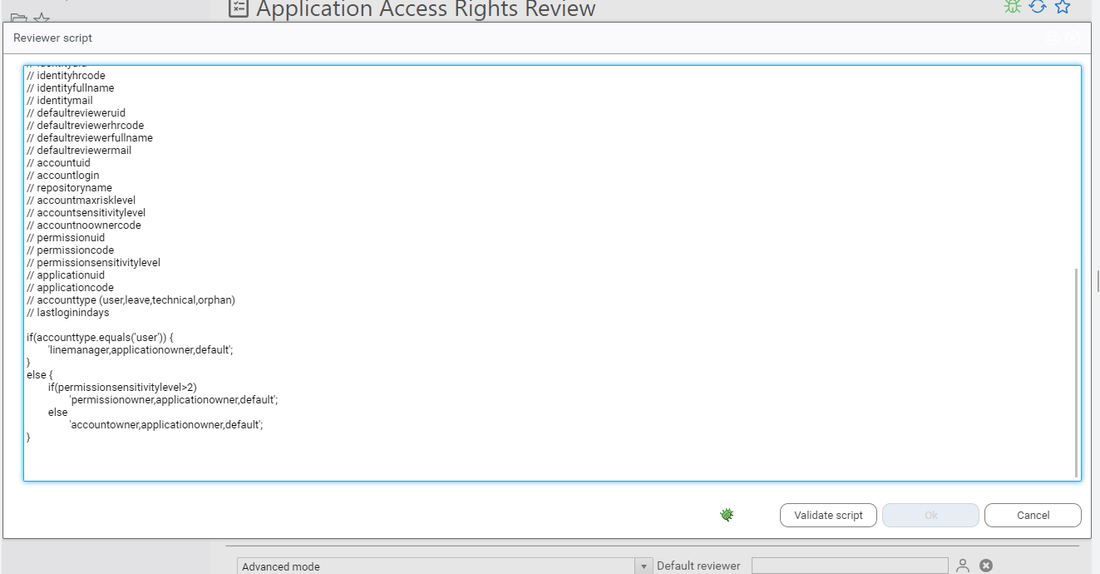 Application Access Rights Review
Reviewer script
// identityhrcode
// identityfullname
// identitymail
// defaultrevieweruid
// defaultreviewerhrcode
// defaultreviewerfullname
// defaultreviewermail
// accountuid
// accountlogin
// repositoryname
// accountmaxrisklevel
// accountsensitivitylevel
// accountnoownercode
// permissionuid
// permissioncode
// permissionsensitivitylevel
// applicationuid
// applicationcode
// accounttype (user,leave,technical,orphan)
// lastloginindays
if(accounttype.equals('user')) {
'linemanager,applicationowner,default';
}
else {
if(permissionsensitivitylevel>2)
'permissionowner,applicationowner,default';
else
'accountowner,applicationowner,default';
}
Validate script
Ok
Cancel
Advanced mode
Default reviewer